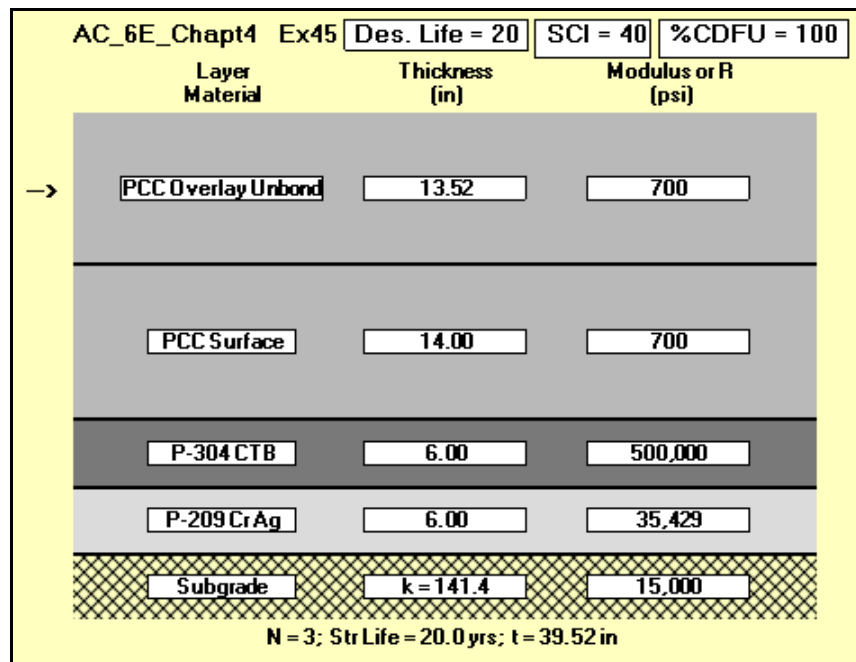 AC_6E_Chapt4 Ex45 Des. Life = 20 SCI = 40 %CDFU = 100
Layer Material Thickness (in) Modulus or R (psi)
--> PCC Overlay Unbond 13.52 700
PCC Surface 14.00 700
P-304 CTB 6.00 500,000
P-209 CrAg 6.00 35,429
Subgrade k = 141.4 15,000
N = 3; Str Life = 20.0 yrs; t = 39.52 in